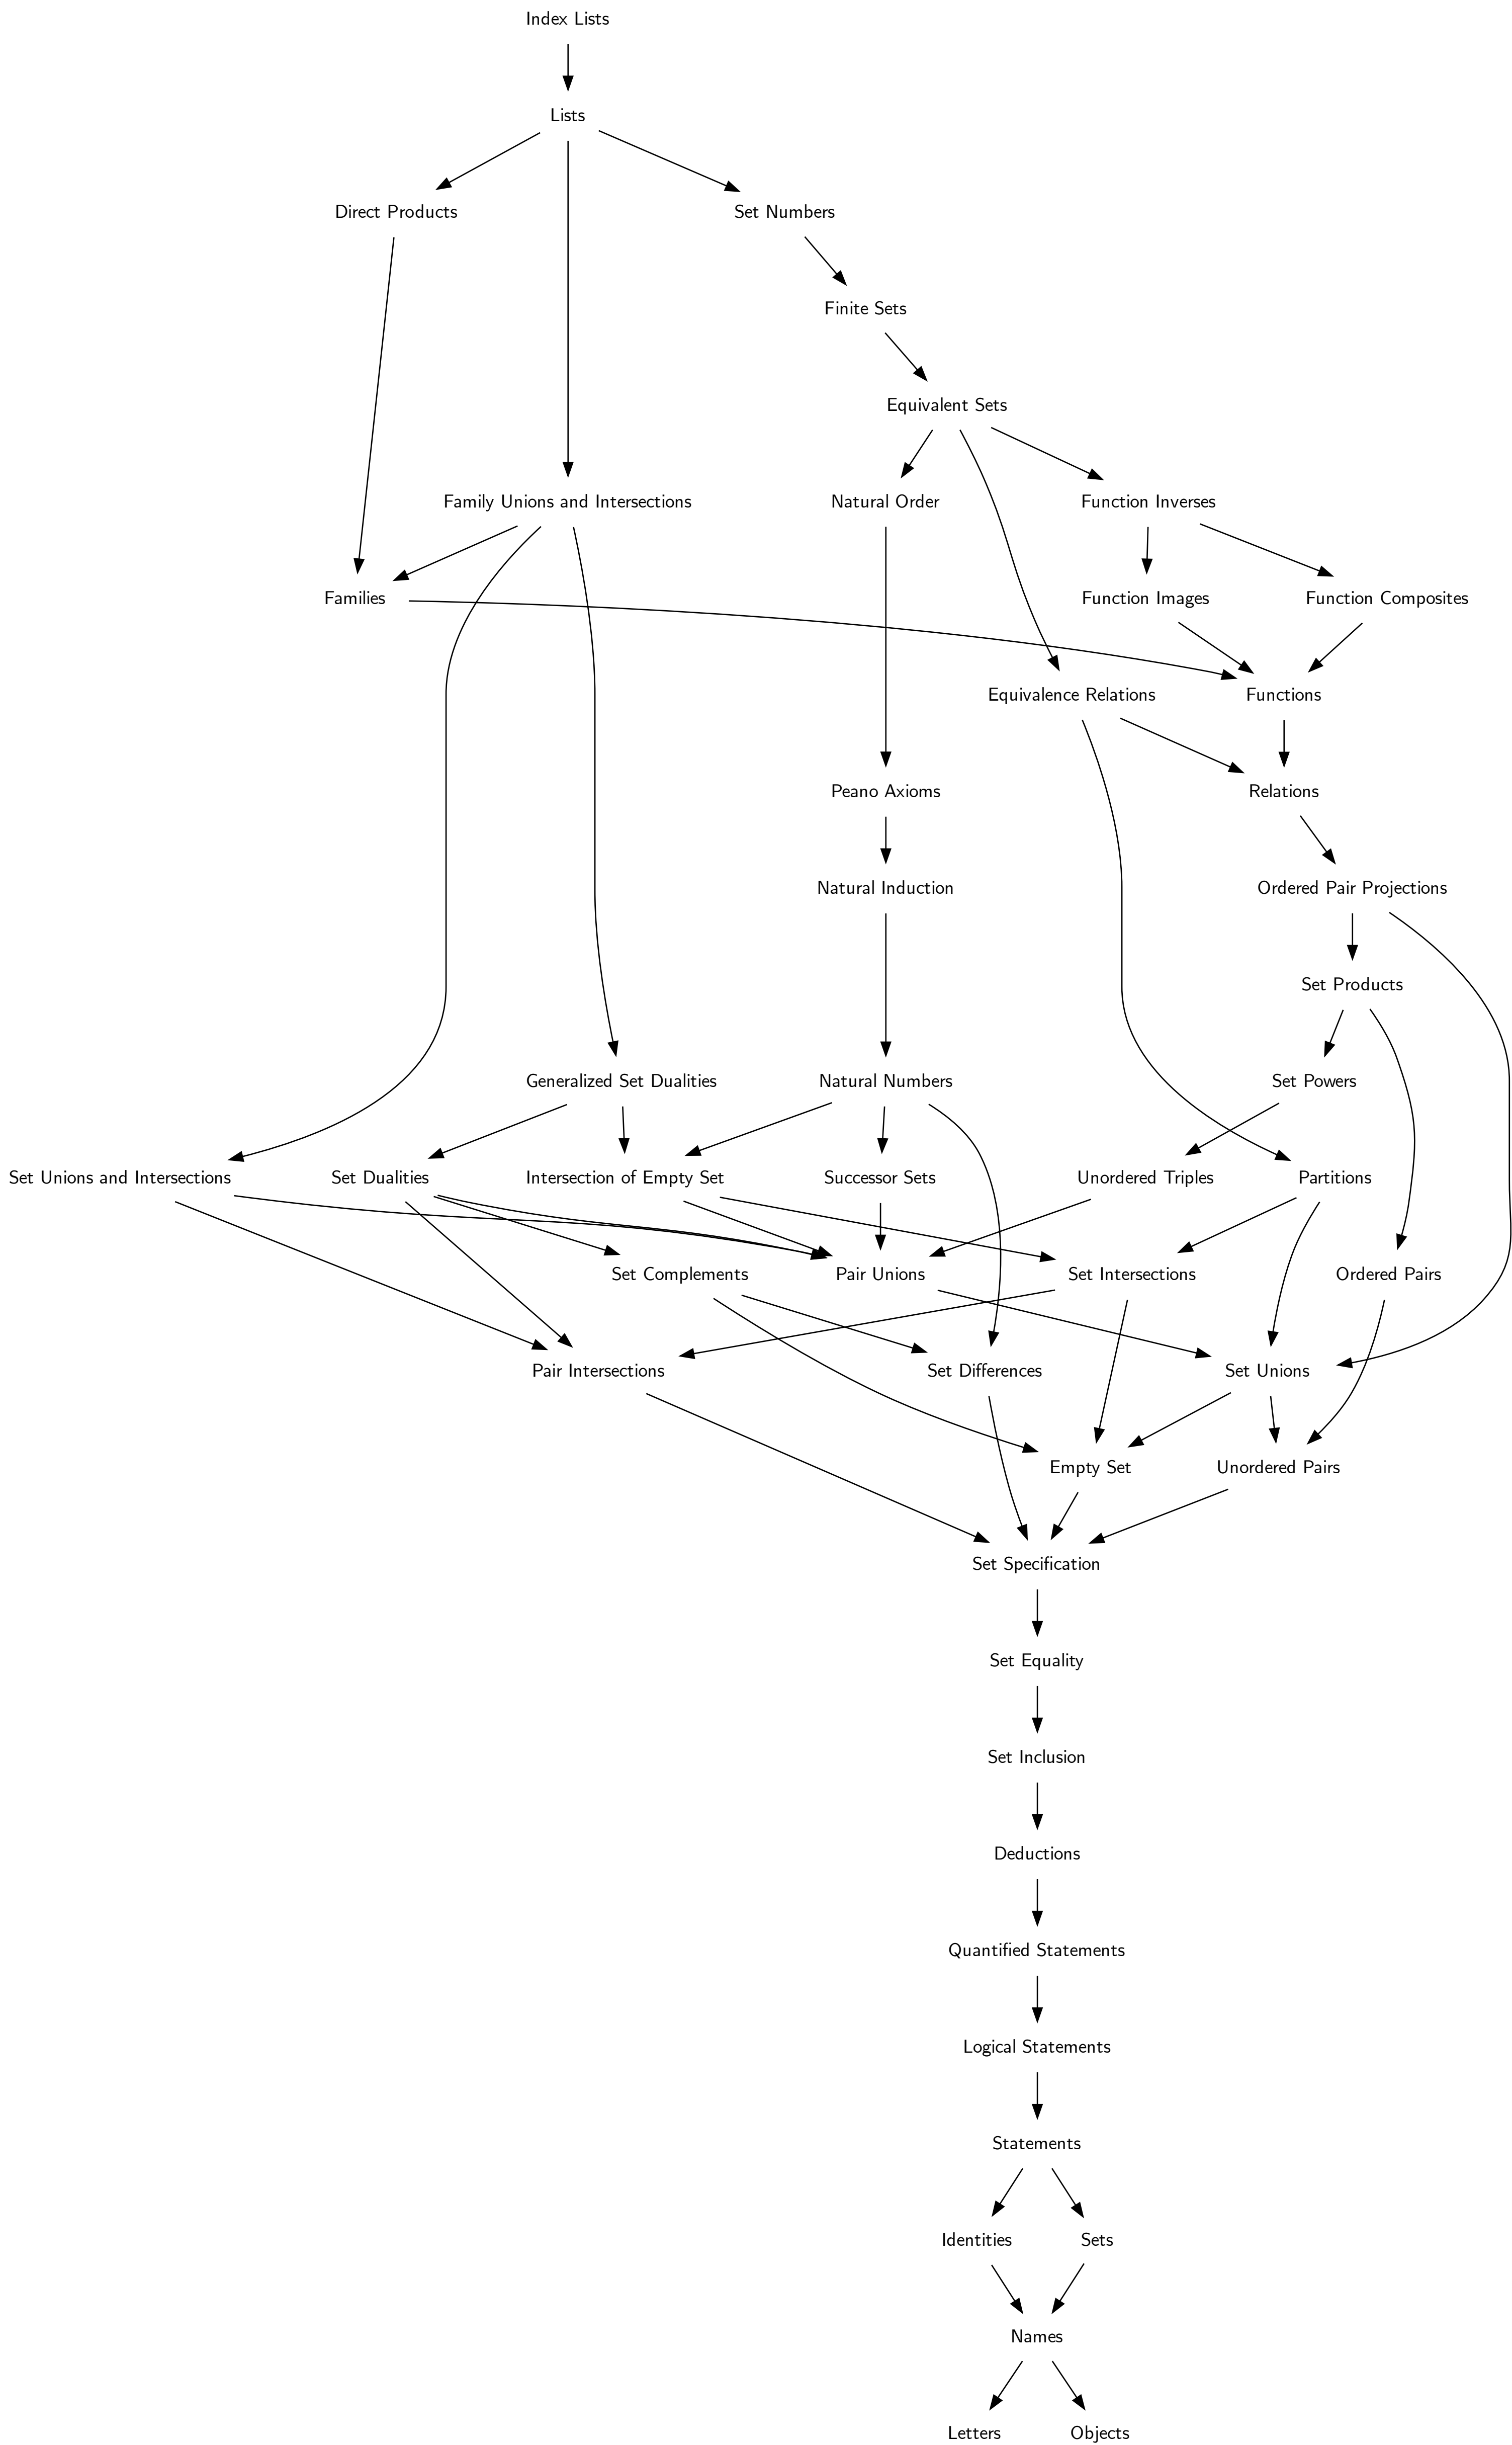 Index Lists
Lists
Direct Products
Set Numbers
Finite Sets
Equivalent Sets
Family Unions and Intersections
Natural Order
Function Inverses
Families
Function Images
Function Composites
Equivalence Relations
Functions
Peano Axioms
Relations
Natural Induction
Ordered Pair Projections
Set Products
Generalized Set Dualities
Natural Numbers
Set Powers
Set Unions and Intersections
Set Dualities
Intersection of Empty Set
Successor Sets
Unordered Triples
Partitions
Set Complements
Pair Unions
Set Intersections
Ordered Pairs
Pair Intersections
Set Differences
Set Unions
Empty Set
Unordered Pairs
Set Specification
Set Equality
Set Inclusion
Deductions
Quantified Statements
Logical Statements
Statements
Identities
Sets
Names
Letters
Objects